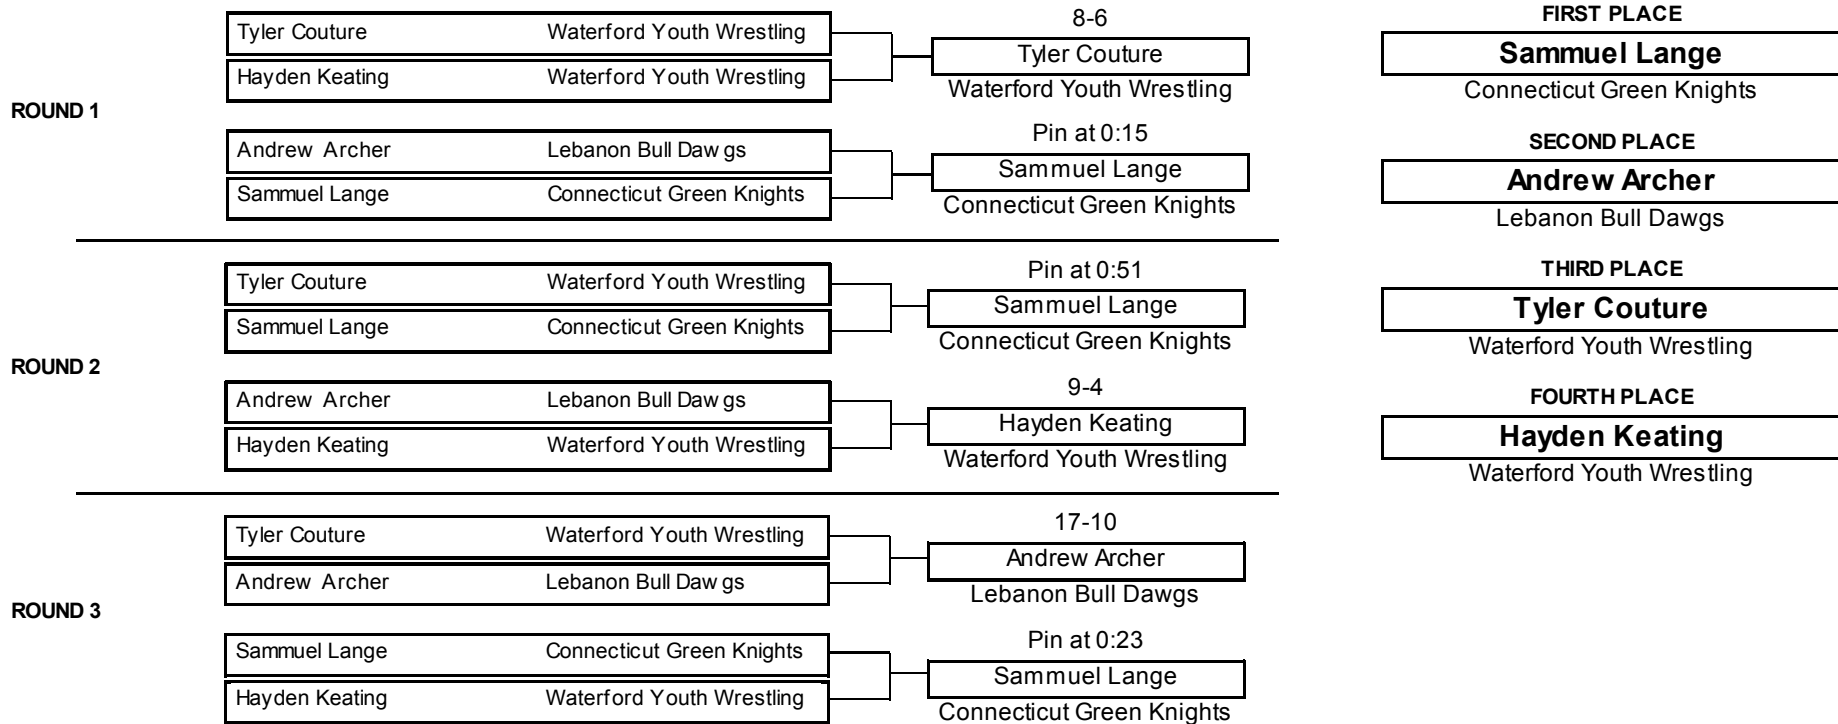 ROUND 1
Tyler Couture Waterford Youth Wrestling
Hayden Keating Waterford Youth Wrestling
8-6
Tyler Couture
Waterford Youth Wrestling
Andrew Archer Lebanon Bull Dawgs
Sammuel Lange Connecticut Green Knights
Pin at 0:15
Sammuel Lange
Connecticut Green Knights
ROUND 2
Tyler Couture Waterford Youth Wrestling
Sammuel Lange Connecticut Green Knights
Pin at 0:51
Sammuel Lange
Connecticut Green Knights
Andrew Archer Lebanon Bull Dawgs
Hayden Keating Waterford Youth Wrestling
9-4
Hayden Keating
Waterford Youth Wrestling
ROUND 3
Tyler Couture Waterford Youth Wrestling
Andrew Archer Lebanon Bull Dawgs
17-10
Andrew Archer
Lebanon Bull Dawgs
Sammuel Lange Connecticut Green Knights
Hayden Keating Waterford Youth Wrestling
Pin at 0:23
Sammuel Lange
Connecticut Green Knights
FIRST PLACE
Sammuel Lange
Connecticut Green Knights
SECOND PLACE
Andrew Archer
Lebanon Bull Dawgs
THIRD PLACE
Tyler Couture
Waterford Youth Wrestling
FOURTH PLACE
Hayden Keating
Waterford Youth Wrestling